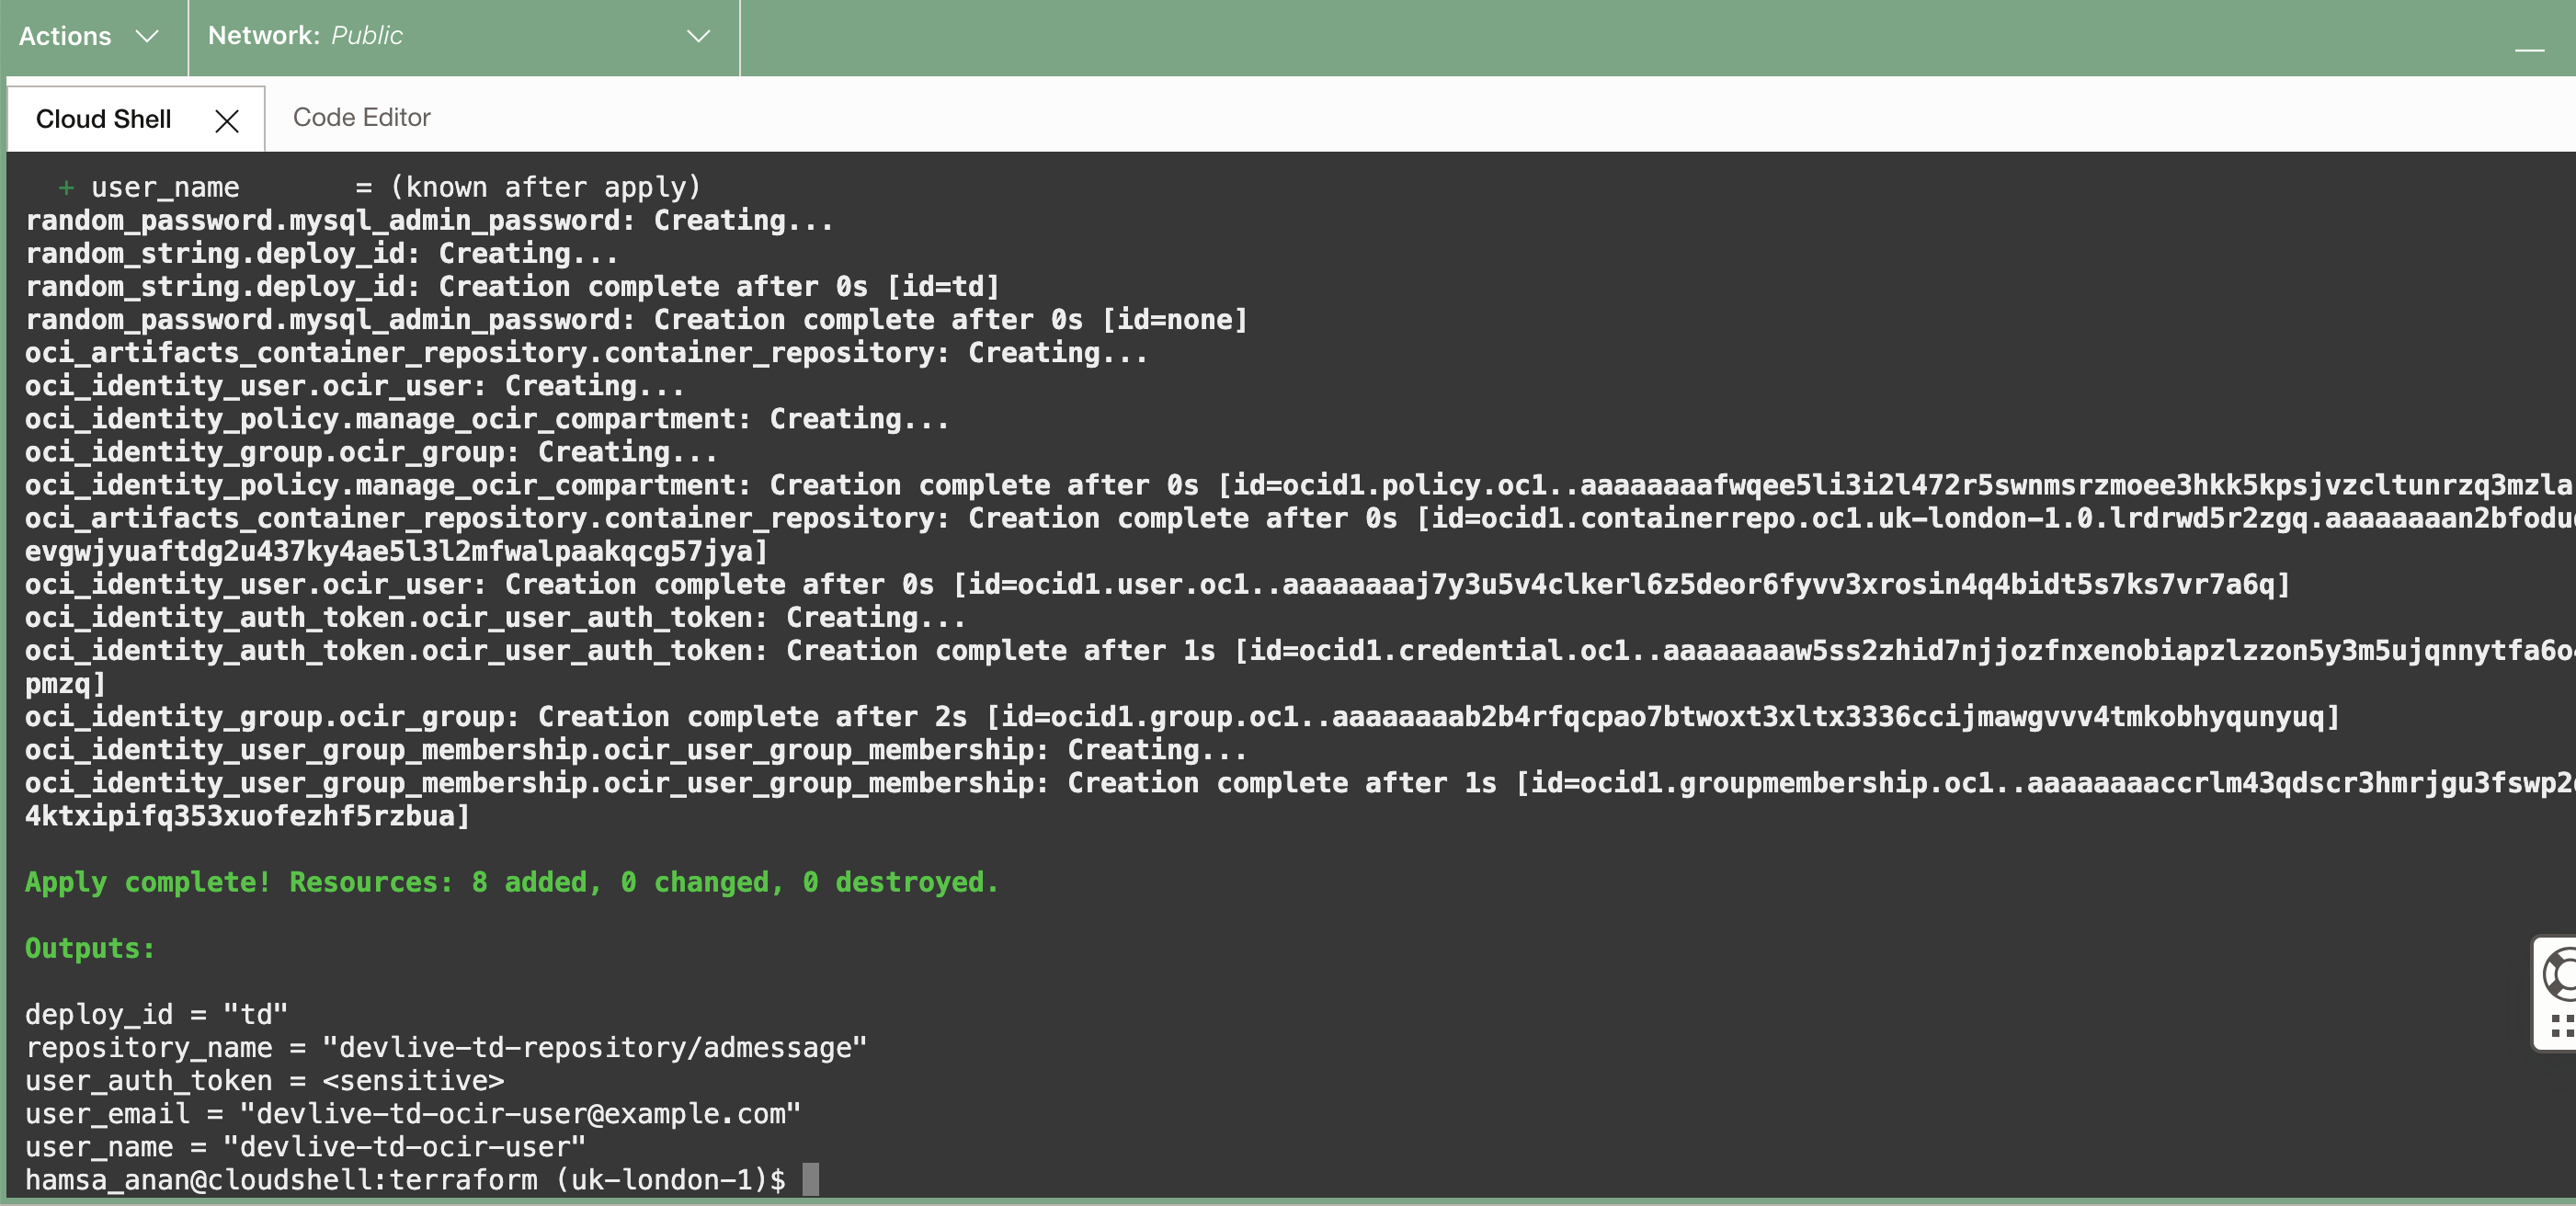 Actions
Network: Public
Cloud Shell
Code Editor
+ user_name       = (known after apply)
random_password.mysql_admin_password: Creating...
random_string.deploy_id: Creating...
random_string.deploy_id: Creation complete after 0s [id=td]
random_password.mysql_admin_password: Creation complete after 0s [id=none]
oci_artifacts_container_repository.container_repository: Creating...
oci_identity_user.ocir_user: Creating...
oci_identity_policy.manage_ocir_compartment: Creating...
oci_identity_group.ocir_group: Creating...
oci_identity_policy.manage_ocir_compartment: Creation complete after 0s [id=ocid1.policy.oc1..aaaaaaaafwqee5li3i2l472r5swnmsrzmoee3hkk5kpsjvzcltunrzq3mzla
oci_artifacts_container_repository.container_repository: Creation complete after 0s [id=ocid1.containerrepo.oc1.uk-london-1.0.lrdrwd5r2zgq.aaaaaaaan2bfodu
evgwjyuaftdg2u437ky4ae5l3l2mfwalpaakqcg57jya]
oci_identity_user.ocir_user: Creation complete after 0s [id=ocid1.user.oc1..aaaaaaaaj7y3u5v4clkerl6z5deor6fyvv3xrosin4q4bidt5s7ks7vr7a6q]
oci_identity_auth_token.ocir_user_auth_token: Creating...
oci_identity_auth_token.ocir_user_auth_token: Creation complete after 1s [id=ocid1.credential.oc1..aaaaaaaaw5ss2zhid7njjozfnxenobiapzlzzon5y3m5ujqnnytfa6o
pmzq]
oci_identity_group.ocir_group: Creation complete after 2s [id=ocid1.group.oc1..aaaaaaaab2b4rfqcpao7btwoxt3xltx3336ccijmawgvvv4tmkobhyqunyuq]
oci_identity_user_group_membership.ocir_user_group_membership: Creating...
oci_identity_user_group_membership.ocir_user_group_membership: Creation complete after 1s [id=ocid1.groupmembership.oc1..aaaaaaaaccrlm43qdscr3hmrjgu3fswp2
4ktxipifq353xuofezhf5rzbua]
Apply complete! Resources: 8 added, 0 changed, 0 destroyed.
Outputs:
deploy_id = "td"
repository_name = "devlive-td-repository/admessage"
user_auth_token = <sensitive>
user_email = "devlive-td-ocir-user@example.com"
user_name = "devlive-td-ocir-user"
hamsa_anan@cloudshell:terraform (uk-london-1)$